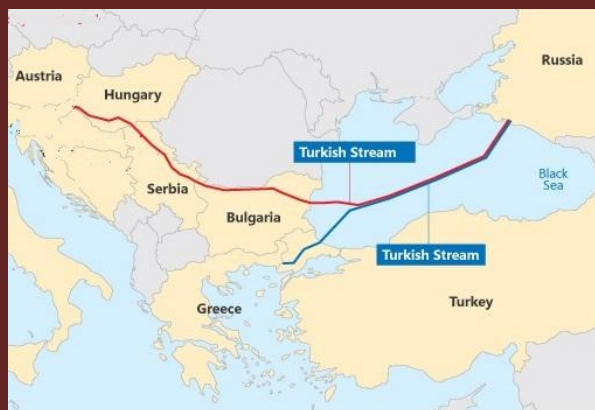 Russia
Austria
Hungary
Turkish Stream
Black
Sea
Serbia
Bulgaria
Turkish Stream
Greece
Turkey